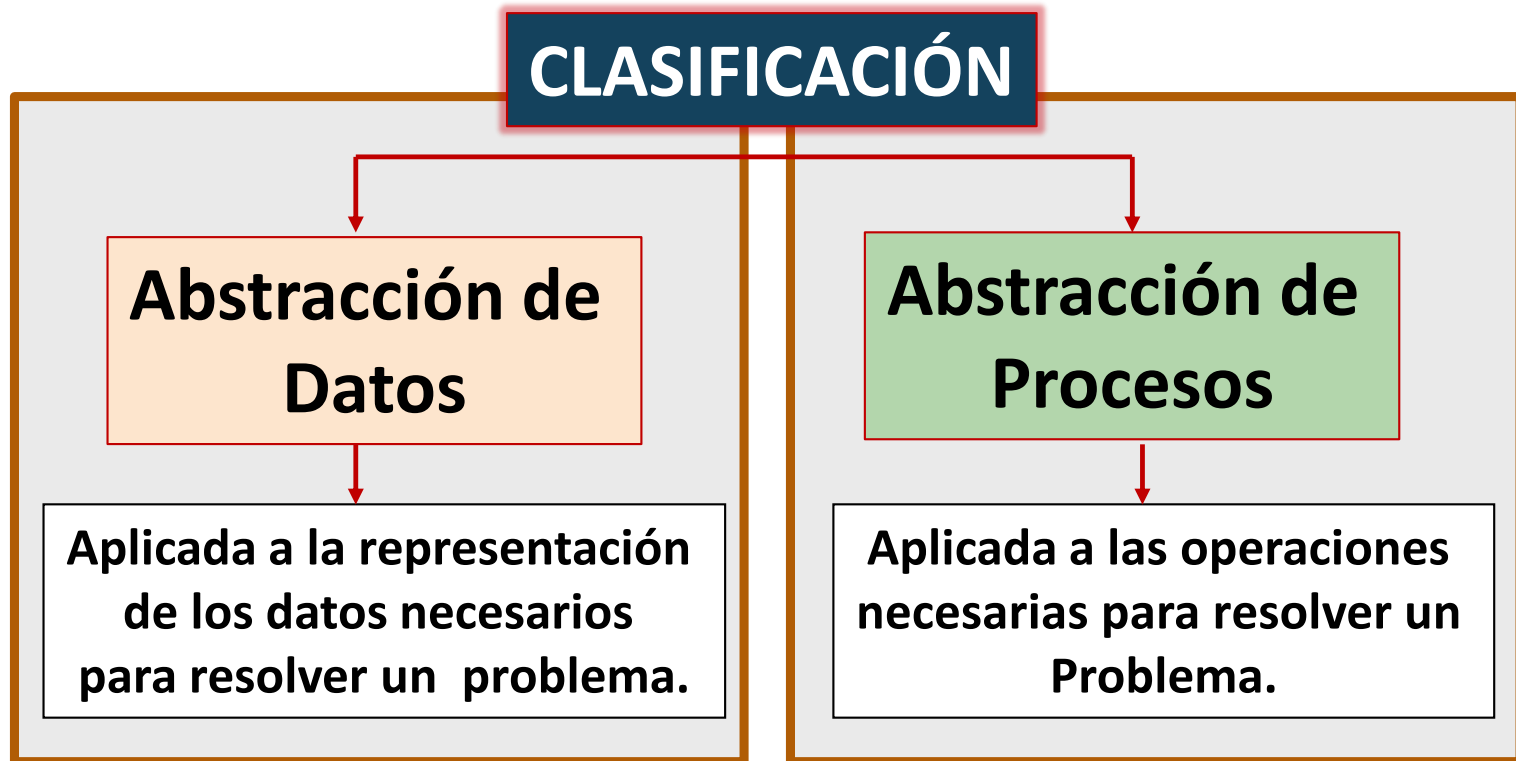 CLASIFICACIÓN
Abstracción de
Datos
Aplicada a la representación
de los datos necesarios
para resolver un problema.
Abstracción de
Procesos
Aplicada a las operaciones
necesarias para resolver un
Problema.